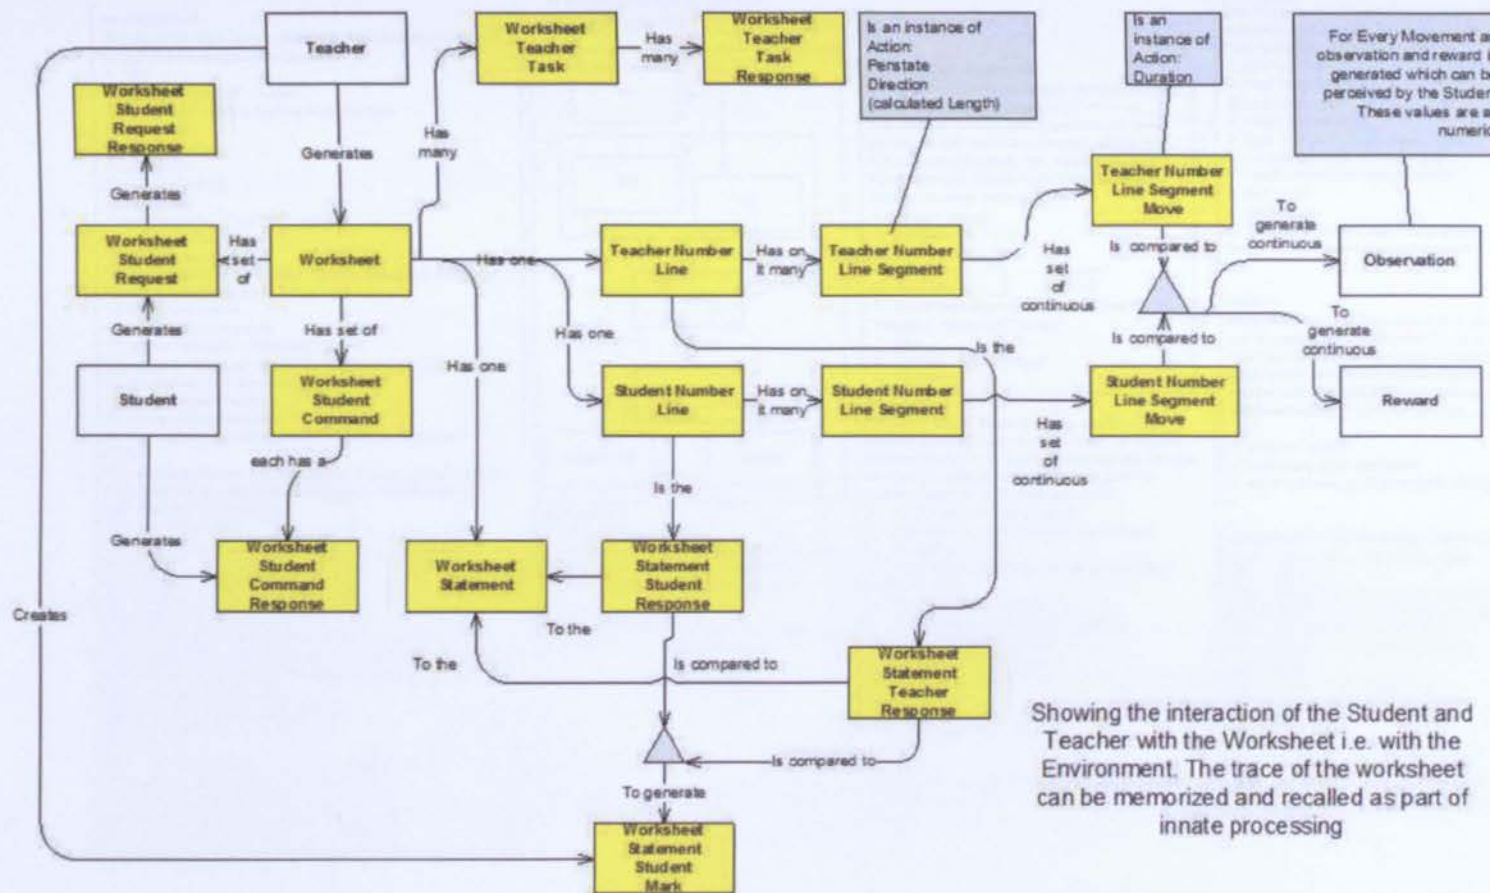 Teacher
Worksheet
Teacher
Task
Has
many
Worksheet
Teacher
Task
Response
Is an instance of
Action:
Penstate
Direction
(calculated Length)
Is an
instance of
Action:
Duration
For Every Movement an
observation and reward i
generated which can be
perceived by the Student
These values are a
numeric
Worksheet
Student
Request
Response
Generates
Has
many
Generates
Teacher Number
Line Segment
Move
Worksheet
Student
Request
Has
set
of
Worksheet
Has one
Teacher Number
Line
Has on
it many
Teacher Number
Line Segment
Has
set
of
continuous
Is compared to
To
generate
continuous
Observation
Generates
Has set of
Has one
Has one
Is the
Is compared to
To
generate
continuous
Student
Worksheet
Student
Command
Student Number
Line
Has on
it many
Student Number
Line Segment
Has
set
of
continuous
Student Number
Line Segment
Move
Reward
each has a
Is the
Generates
Worksheet
Student
Command
Response
Worksheet
Statement
Worksheet
Statement
Student
Response
Creates
To the
To the
Is compared to
Worksheet
Statement
Teacher
Response
Is compared to
To generate
Worksheet
Statement
Student
Mark
Showing the interaction of the Student and
Teacher with the Worksheet i.e. with the
Environment. The trace of the worksheet
can be memorized and recalled as part of
innate processing